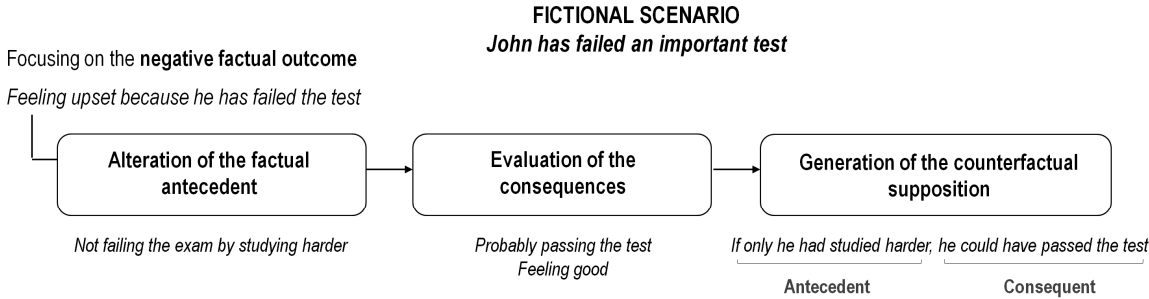 FICTIONAL SCENARIO
John has failed an important test
Focusing on the negative factual outcome
Feeling upset because he has failed the test
Alteration of the factual
antecedent
Evaluation of the
consequences
Generation of the counterfactual
supposition
Not failing the exam by studying harder
Probably passing the test
Feeling good
If only he had studied harder, he could have passed the test
Antecedent
Consequent